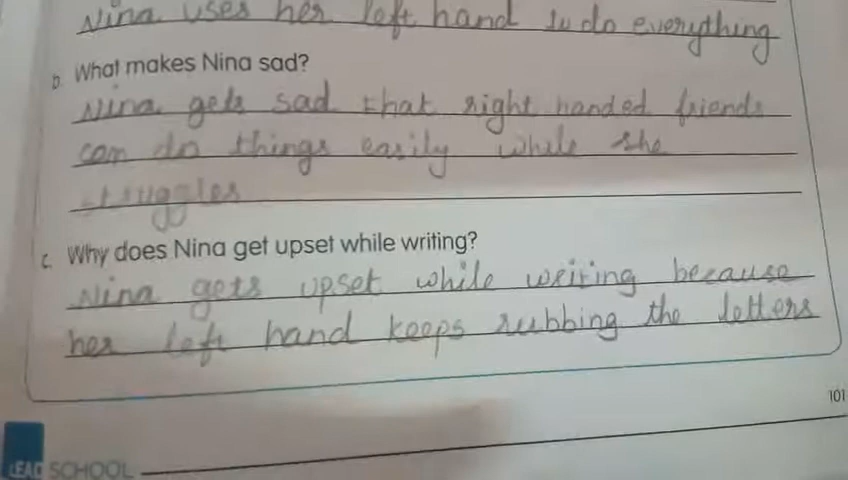 Nina uses her left hand to do everything
b. What makes Nina sad?
Nina gets sad that right handed friends
can do things easily while she
struggles
c. Why does Nina get upset while writing?
Nina gets upset while weiting because
her left hand keeps rubbing the letters
101
LEAD SCHOOL